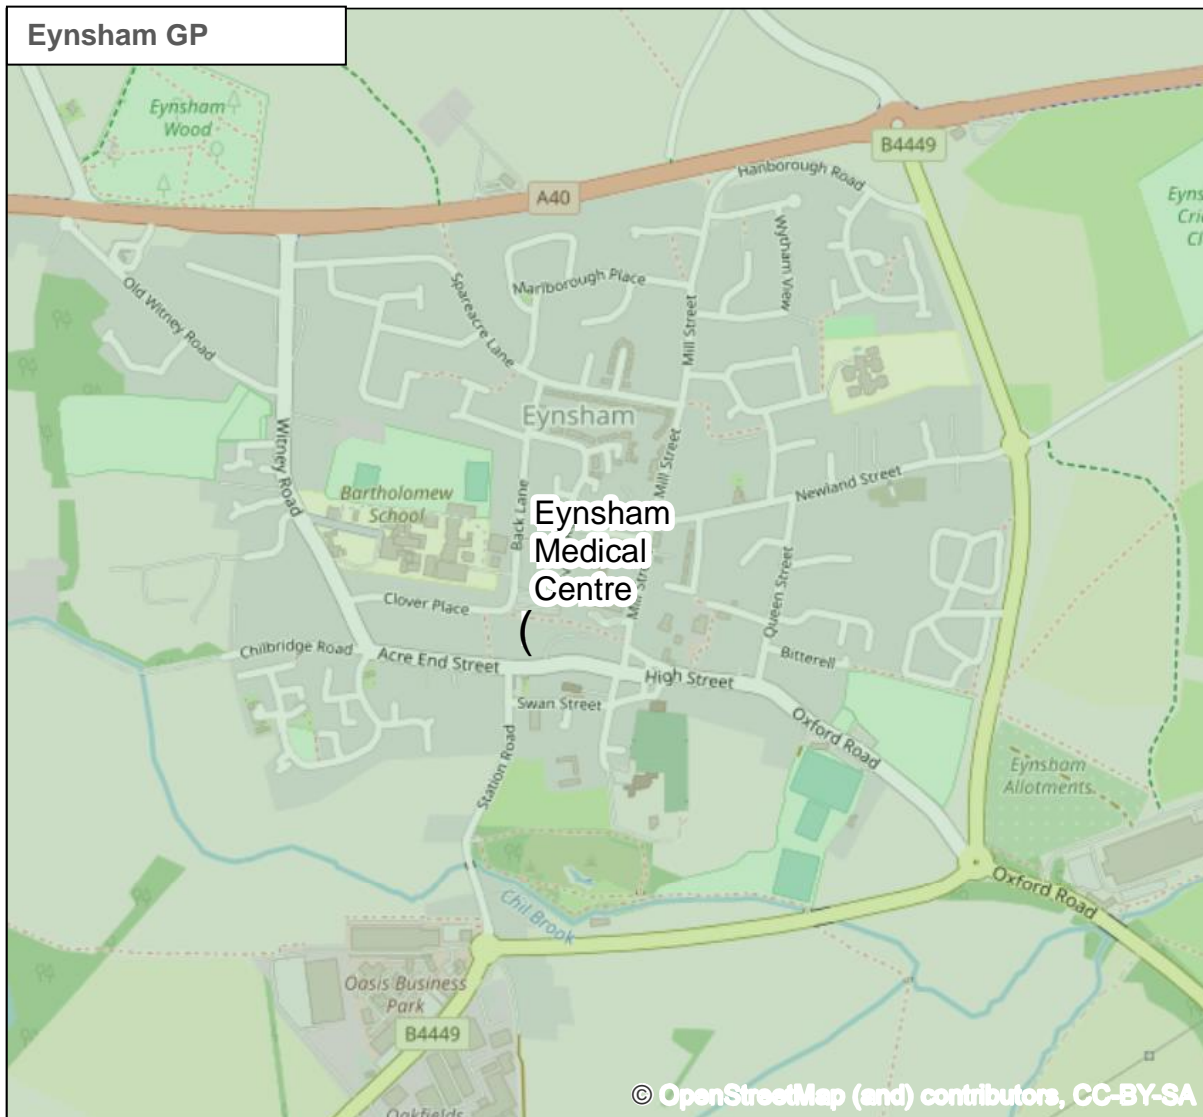 Eynsham GP
Eynsham
Wood
B4449
Hanborough Road
A40
Eyns
Cri
Cl
Wytham View
Marlborough Place
Old Witney Road
Spareacre Lane
Mill Street
Eynsham
Witney Road
Mill Street
Newland Street
Bartholomew
School
Back Lane
Eynsham
Medical
Centre
Mill Stre
Clover Place
(
Queen Street
Chilbridge Road
Acre End Street
Bitterell
High Street
Swan Street
Oxford Road
Station Road
Eynsham
Allotments
Oxford Road
Chil Brook
Oasis Business
Park
B4449
Oakfields
© OpenStreetMap (and) contributors, CC-BY-SA